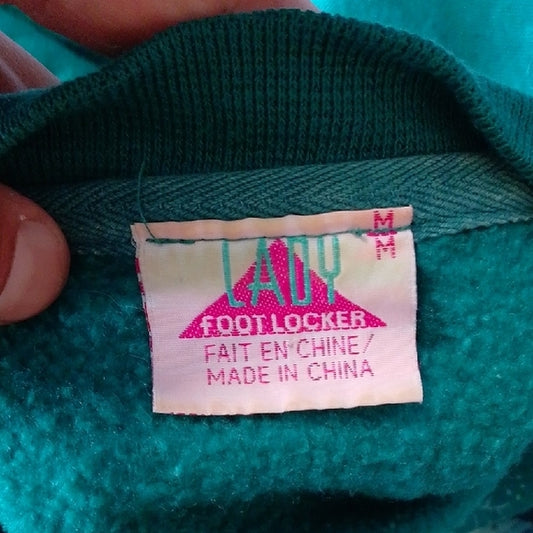 M
M
LADY
FOOT LOCKER
FAIT EN CHINE/
MADE IN CHINA